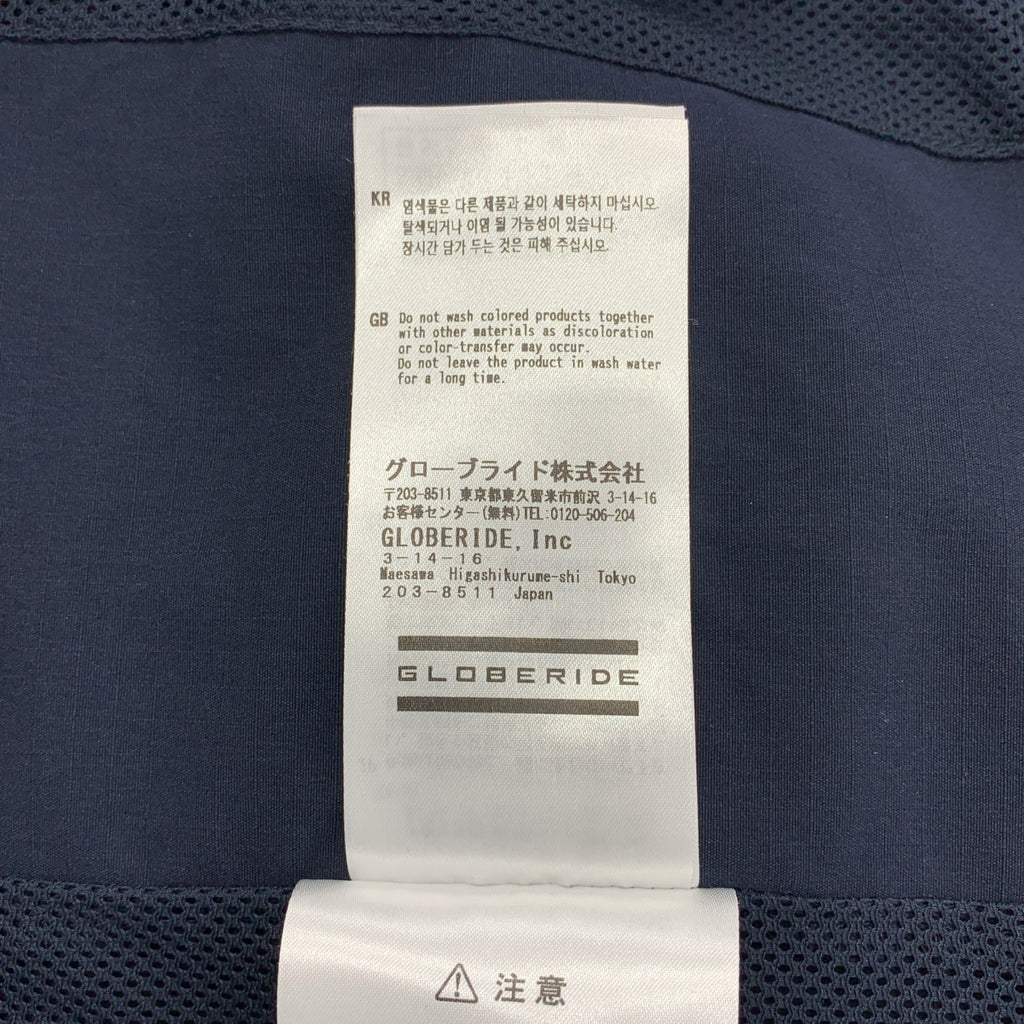 KR 염색물은 다른 제품과 같이 세탁하지 마십시오.
탈색되거나 이염 될 가능성이 있습니다.
장시간 담가 두는 것은 피해 주십시오.
GB Do not wash colored products together
with other materials as discoloration
or color-transfer may occur.
Do not leave the product in wash water
for a long time.
グローブライド株式会社
〒203-8511 東京都東久留米市前沢 3-14-16
お客様センター(無料)TEL:0120-506-204
GLOBERIDE, Inc
3-14-16
Maesawa Higashikurume-shi Tokyo
203-8511 Japan
GLOBERIDE
注意